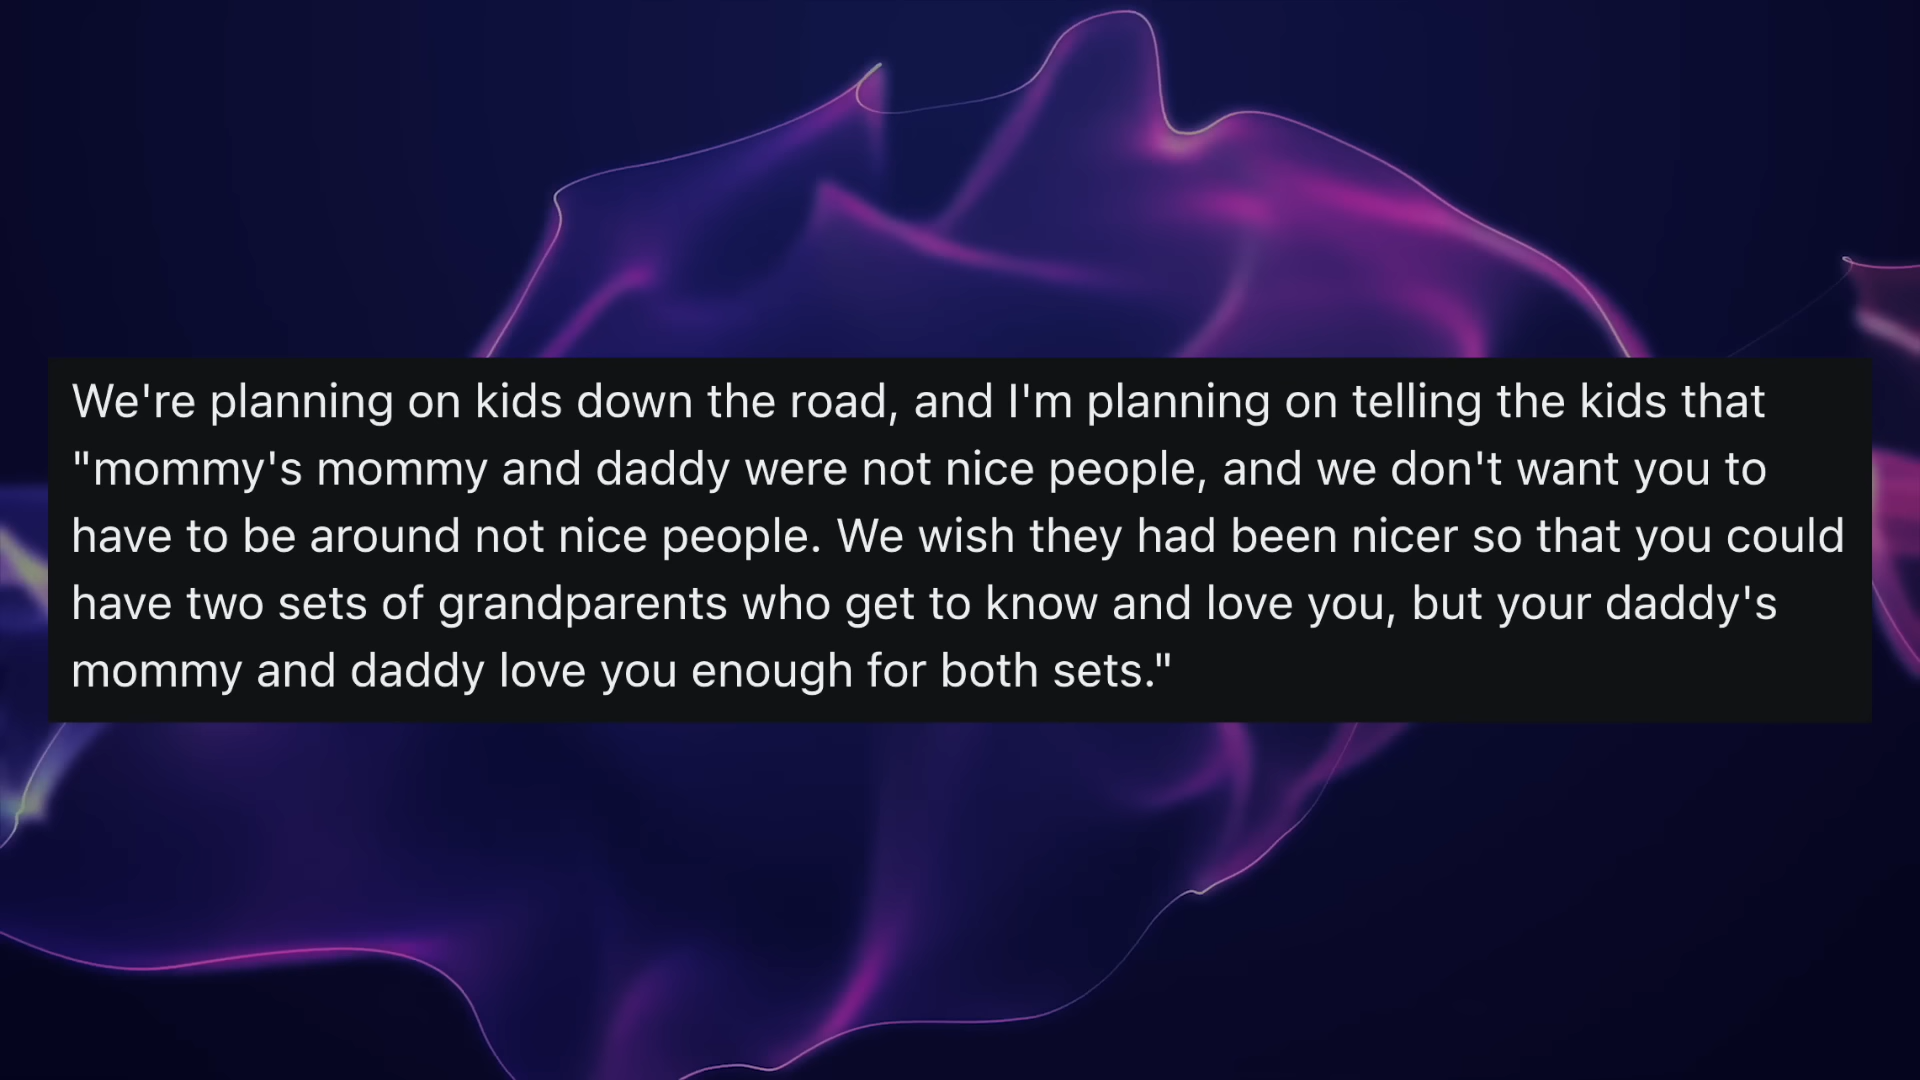 We're planning on kids down the road, and I'm planning on telling the kids that
"mommy's mommy and daddy were not nice people, and we don't want you to
have to be around not nice people. We wish they had been nicer so that you could
have two sets of grandparents who get to know and love you, but your daddy's
mommy and daddy love you enough for both sets."